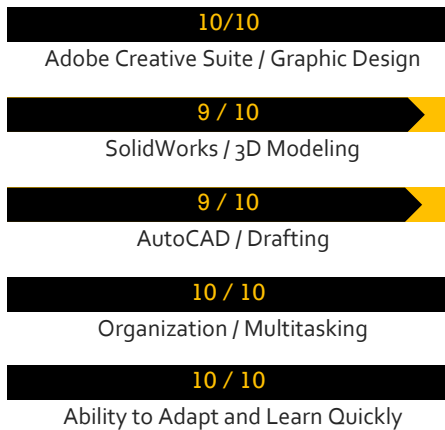 10/10
Adobe Creative Suite / Graphic Design
9 / 10
SolidWorks / 3D Modeling
9 / 10
AutoCAD / Drafting
10 / 10
Organization / Multitasking
10 / 10
Ability to Adapt and Learn Quickly